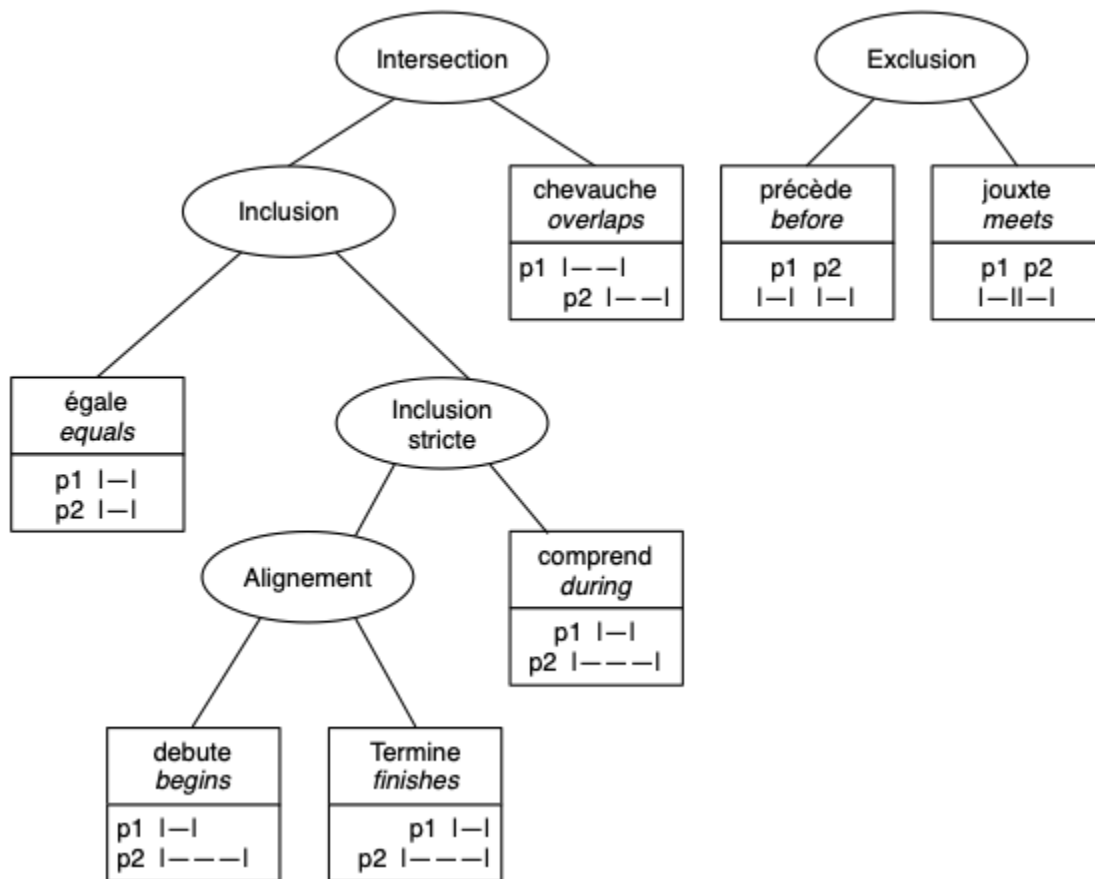 Intersection
Exclusion
Inclusion
chevauche
overlaps
p1 |——|
p2 |——|
précède
before
p1 p2
|—| |—|
jouxte
meets
p1 p2
|—||—|
égale
equals
p1 |—|
p2 |—|
Inclusion
stricte
Alignement
comprend
during
p1 |—|
p2 |———|
debute
begins
p1 |—|
p2 |———|
Termine
finishes
p1 |—|
p2 |———|